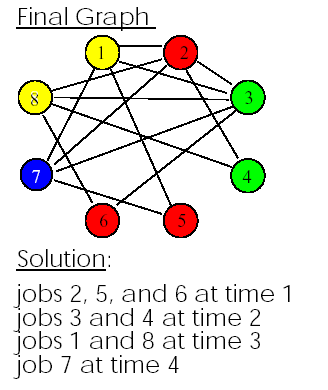 Final Graph
1 2
8 3
7 4
6 5
Solution:
jobs 2, 5, and 6 at time 1
jobs 3 and 4 at time 2
jobs 1 and 8 at time 3
job 7 at time 4